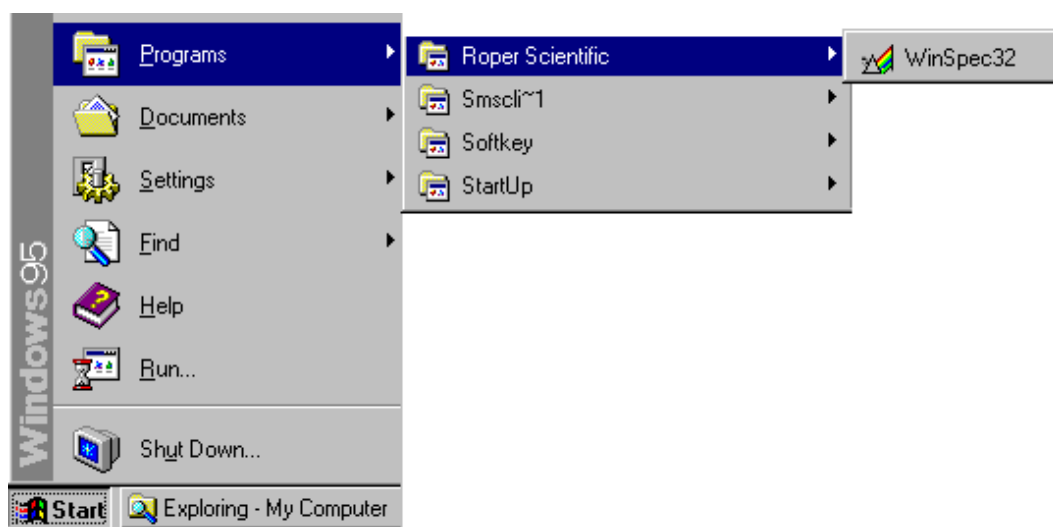 Programs
Documents
Settings
Find
Help
Run...
Shut Down...
Windows95
Start
Exploring - My Computer
Roper Scientific
Smscli~1
Softkey
StartUp
WinSpec32